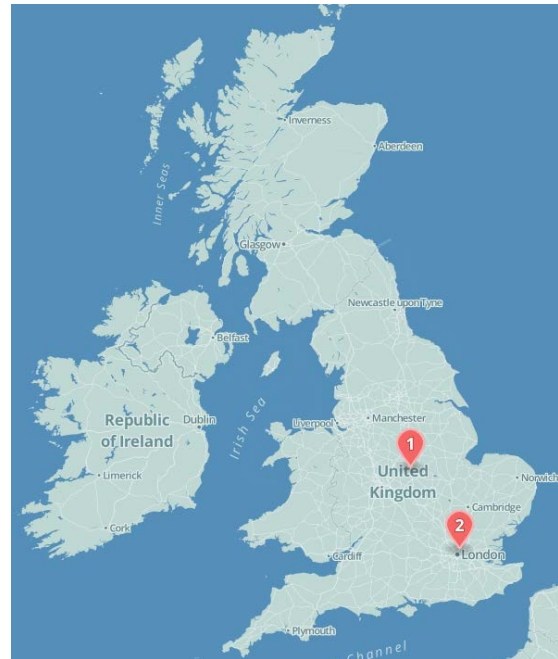 Inverness
Aberdeen
Inner Seas
Glasgow
Newcastle upon Tyne
Belfast
Irish Sea
Republic
of Ireland
Dublin
Liverpool
Manchester
1
United
Kingdom
Limerick
Norwich
Cambridge
Cork
2
London
Cardiff
Plymouth
Channel